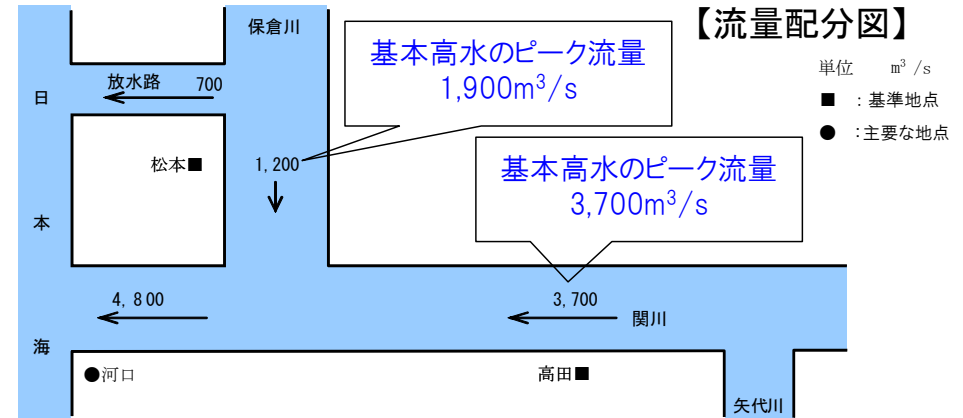 【流量配分図】
単位 m³/s
■ : 基準地点
● : 主要な地点
保倉川
基本高水のピーク流量
1,900m³/s
放水路 700
日
本
海
松本■
1,200
基本高水のピーク流量
3,700m³/s
4,800
3,700
関川
●河口
高田■
矢代川